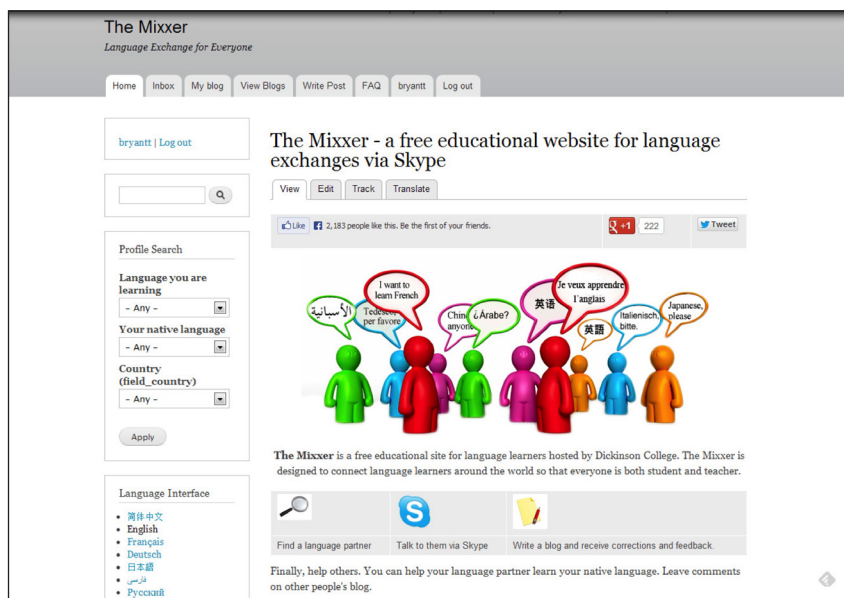 The Mixxer
Language Exchange for Everyone
Home Inbox My blog View Blogs Write Post FAQ bryantt Log out
bryantt | Log out
Profile Search
Language you are
learning
- Any -
Your native language
- Any -
Country
(field_country)
- Any -
Apply
Language Interface
简体中文
English
Français
Deutsch
日本語
فارسی
Русский
The Mixxer - a free educational website for language
exchanges via Skype
View Edit Track Translate
Like 2,183 people like this. Be the first of your friends. +1 222 Tweet
الأسبانية
Tedesco,
per favore
I want to
learn French
anyone
¿Árabe?
英语
Je veux apprendre
l'anglais
英語
Italienisch,
bitte.
Japanese,
please
The Mixxer is a free educational site for language learners hosted by Dickinson College. The Mixxer is
designed to connect language learners around the world so that everyone is both student and teacher.
Find a language partner Talk to them via Skype Write a blog and receive corrections and feedback.
Finally, help others. You can help your language partner learn your native language. Leave comments
on other people's blog.